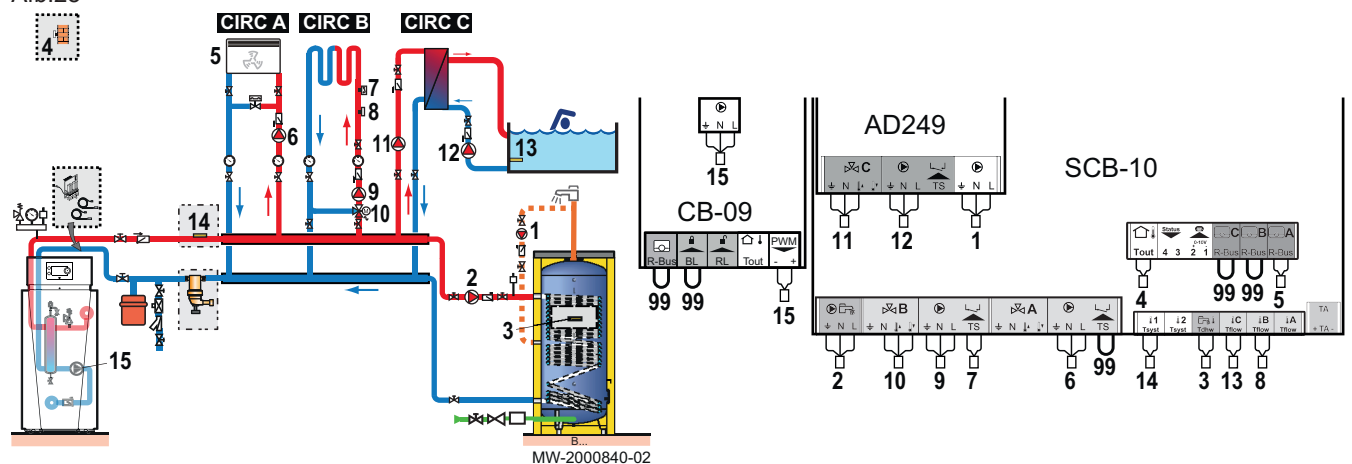 4
CIRC A
CIRC B
CIRC C
5
6
7
8
9
10
11
12
13
14
1
2
3
15
B...
MW-2000840-02
N L
15
CB-09
R-Bus BL RL Tout PWM
- +
99 99 15
AD249
C
N N L TS N L
11 12 1
SCB-10
Status
0-10V
C B A
Tout 4 3 2 1 R-Bus R-Bus R-Bus
4 99 99 5
B A
N L N N L TS N N L TS
2 10 9 7 6 99
1 2 C B A
Tsyst Tsyst Tdhw Tflow Tflow Tflow
14 3 13 8
TA
+ TA -